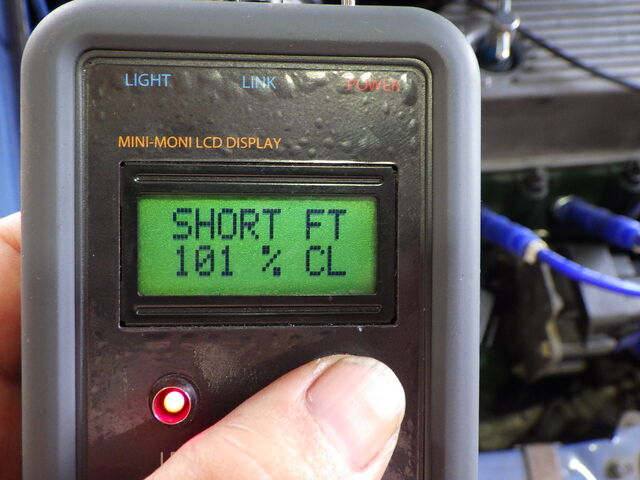 LIGHT LINK POWER
MINI-MONI LCD DISPLAY
SHORT FT
101 % CL